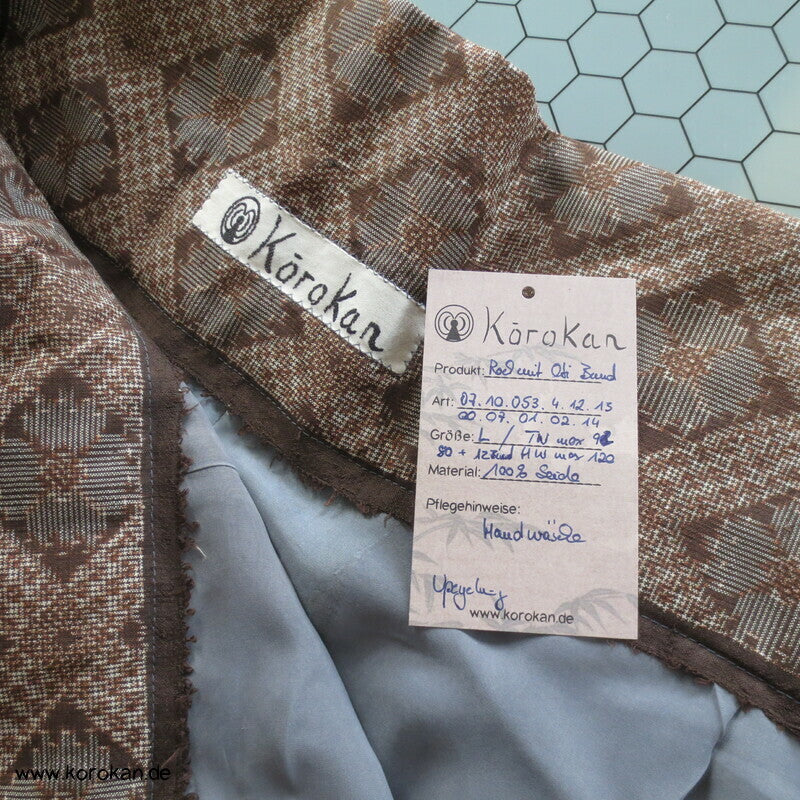 KōroKan
KōroKan
Produkt: Rock mit Obi Band
Art: 07.10.053.4.12.13
00.07.01.02.14
Größe: L / TW max 92
80 + 12 HW max 120
Material: 100% Seide
Pflegehinweise:
Handwäsche
Upcycling
www.korokan.de
www.korokan.de